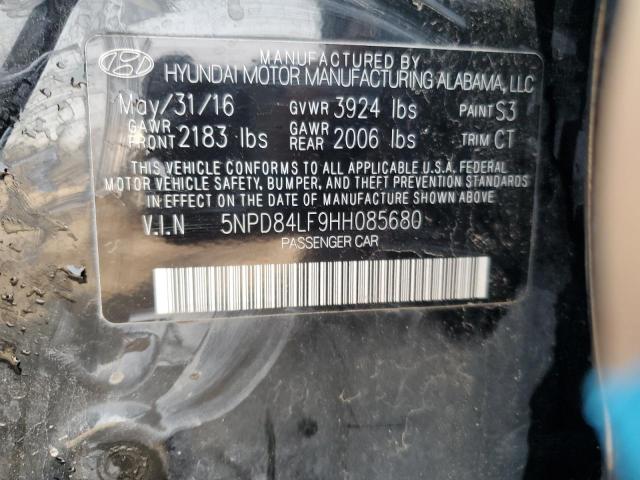 MANUFACTURED BY
HYUNDAI MOTOR MANUFACTURING ALABAMA, LLC
May/31/16 GVWR 3924 lbs PAINT S3
GAWR FRONT 2183 lbs GAWR REAR 2006 lbs TRIM CT
THIS VEHICLE CONFORMS TO ALL APPLICABLE U.S.A. FEDERAL
MOTOR VEHICLE SAFETY, BUMPER, AND THEFT PREVENTION
STANDARDS IN EFFECT ON THE DATE OF MANUFACTURE SHOWN ABOVE.
V.I.N 5NPD84LF9HH085680
PASSENGER CAR